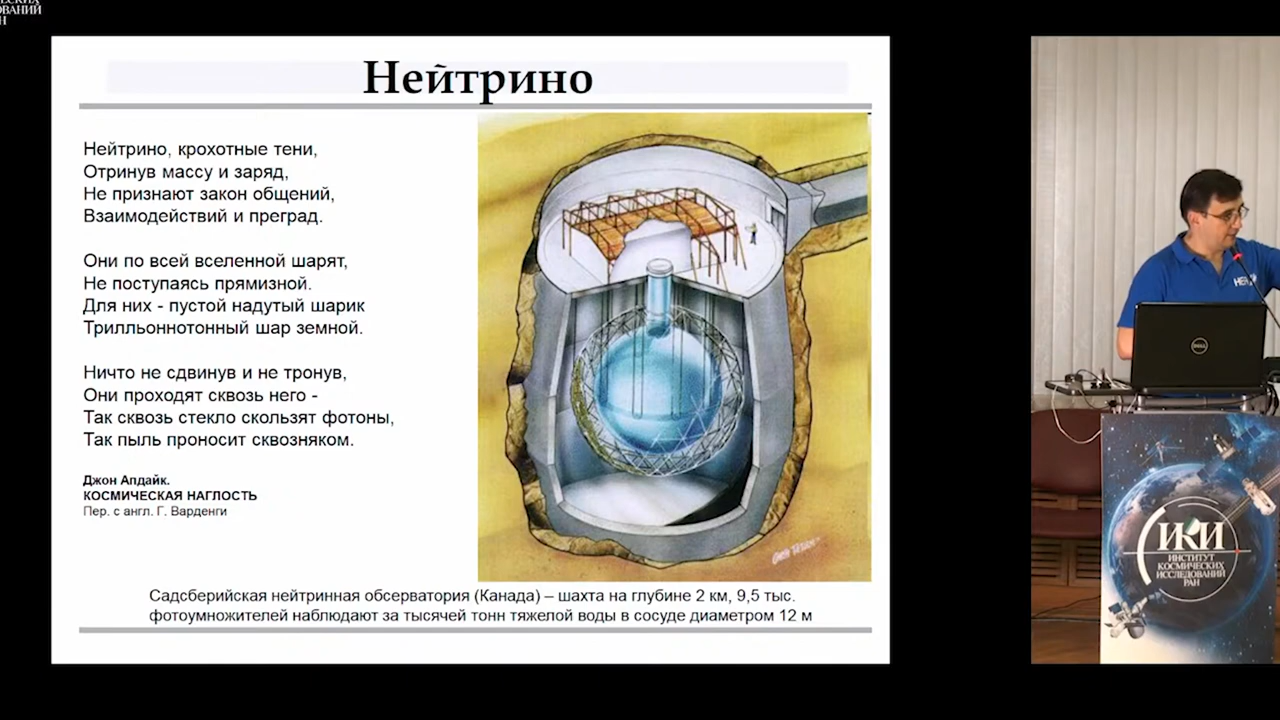 Нейтрино
Нейтрино, крохотные тени,
Отринув массу и заряд,
Не признают закон общений,
Взаимодействий и преград.
Они по всей вселенной шарят,
Не поступаясь прямизной.
Для них - пустой надутый шарик
Трилльоннотонный шар земной.
Ничто не сдвинув и не тронув,
Они проходят сквозь него -
Так сквозь стекло скользят фотоны,
Так пыль проносит сквозняком.
Джон Апдайк.
КОСМИЧЕСКАЯ НАГЛОСТЬ
Пер. с англ. Г. Варденги
Садсберийская нейтринная обсерватория (Канада) – шахта на глубине 2 км, 9,5 тыс.
фотоумножителей наблюдают за тысячей тонн тяжелой воды в сосуде диаметром 12 м
DELL
ИКИ
ИНСТИТУТ
КОСМИЧЕСКИХ
ИССЛЕДОВАНИЙ
РАН